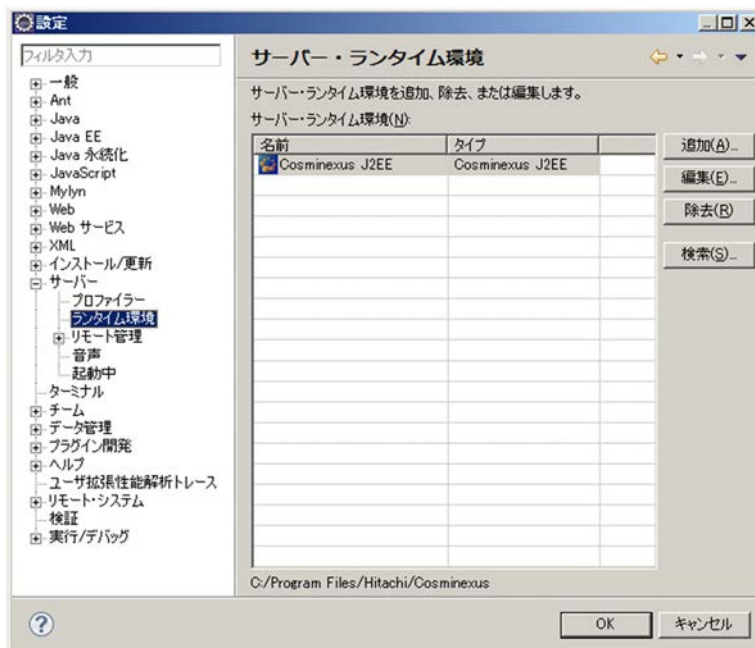 設定
フィルタ入力
一般
Ant
Java
Java EE
Java 永続化
JavaScript
Mylyn
Web
Web サービス
XML
インストール/更新
サーバー
プロファイラー
ランタイム環境
リモート管理
音声
起動中
ターミナル
チーム
データ管理
プラグイン開発
ヘルプ
ユーザ拡張性能解析トレース
リモート・システム
検証
実行/デバッグ
サーバー・ランタイム環境
サーバー・ランタイム環境を追加、除去、または編集します。
サーバー・ランタイム環境(N):
名前 タイプ
Cosminexus J2EE Cosminexus J2EE
追加(A)...
編集(E)...
除去(R)
検索(S)...
C:/Program Files/Hitachi/Cosminexus
OK キャンセル